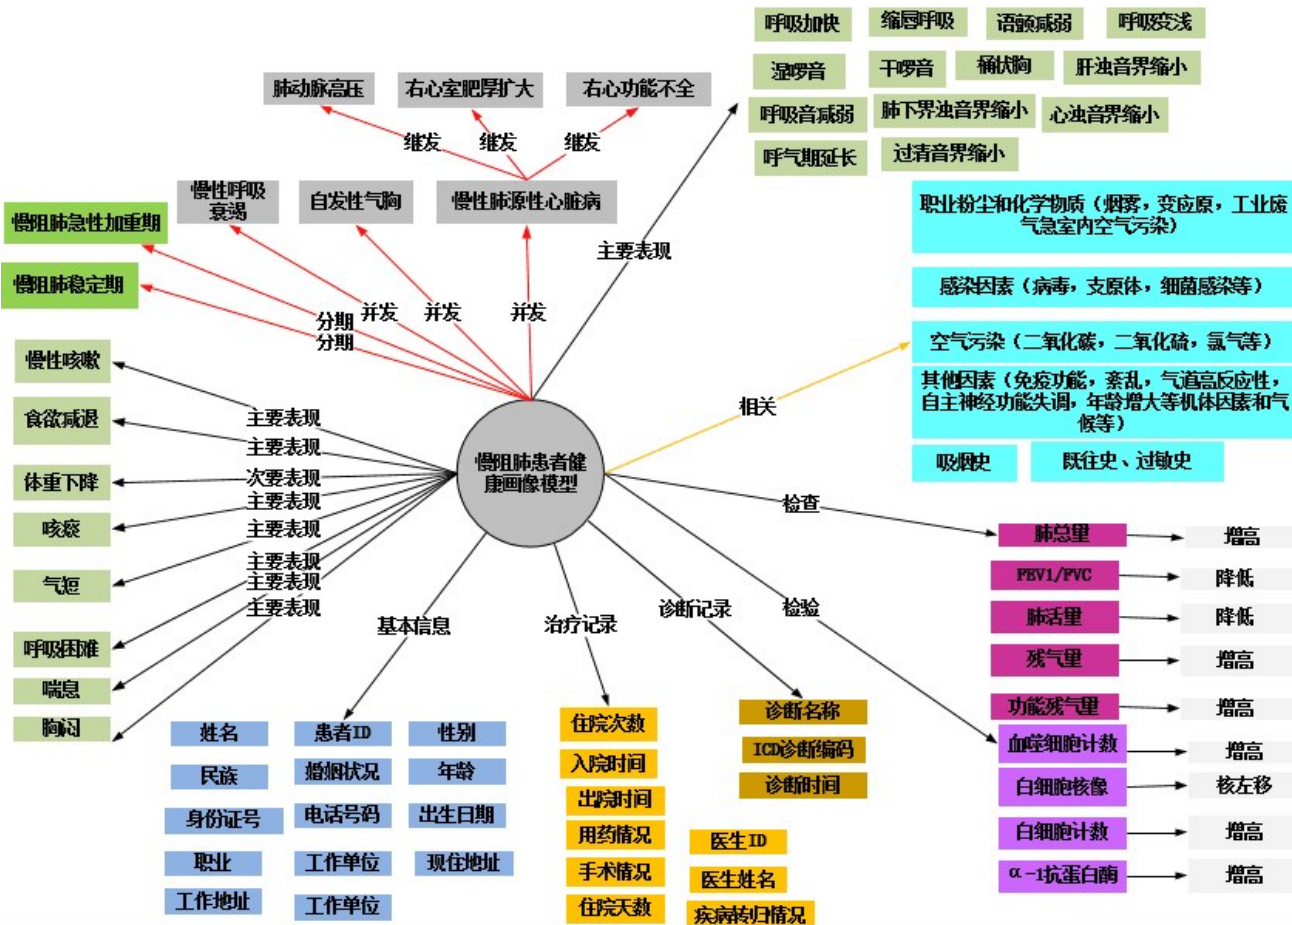 呼吸加快
缩唇呼吸
语颤减弱
呼吸变浅
湿啰音
干啰音
桶状胸
肝浊音界缩小
呼吸音减弱
肺下界浊音界缩小
心浊音界缩小
呼气期延长
过清音界缩小
肺动脉高压
右心室肥厚扩大
右心功能不全
继发
继发
继发
慢性呼吸
衰竭
自发性气胸
慢性肺源性心脏病
慢阻肺急性加重期
慢阻肺稳定期
主要表现
分期
分期
并发
并发
并发
职业粉尘和化学物质（烟雾，变应原，工业废
气急室内空气污染）
感染因素（病毒，支原体，细菌感染等）
空气污染（二氧化碳，二氧化硫，氯气等）
其他因素（免疫功能，紊乱，气道高反应性，
自主神经功能失调，年龄增大等机体因素和气
候等）
吸烟史
既往史、过敏史
相关
慢性咳嗽
食欲减退
体重下降
咳痰
气短
呼吸困难
喘息
胸闷
主要表现
主要表现
次要表现
主要表现
主要表现
主要表现
主要表现
主要表现
慢阻肺患者健
康画像模型
检查
检验
诊断记录
治疗记录
基本信息
肺总量
增高
FEV1/FVC
降低
肺活量
降低
残气量
增高
功能残气量
增高
血噬细胞计数
增高
白细胞核像
核左移
白细胞计数
增高
α-1抗蛋白酶
增高
姓名
患者ID
性别
民族
婚姻状况
年龄
身份证号
电话号码
出生日期
职业
工作单位
现住地址
工作地址
工作单位
住院次数
入院时间
出院时间
用药情况
手术情况
住院天数
医生ID
医生姓名
疾病转归情况
诊断名称
ICD诊断编码
诊断时间